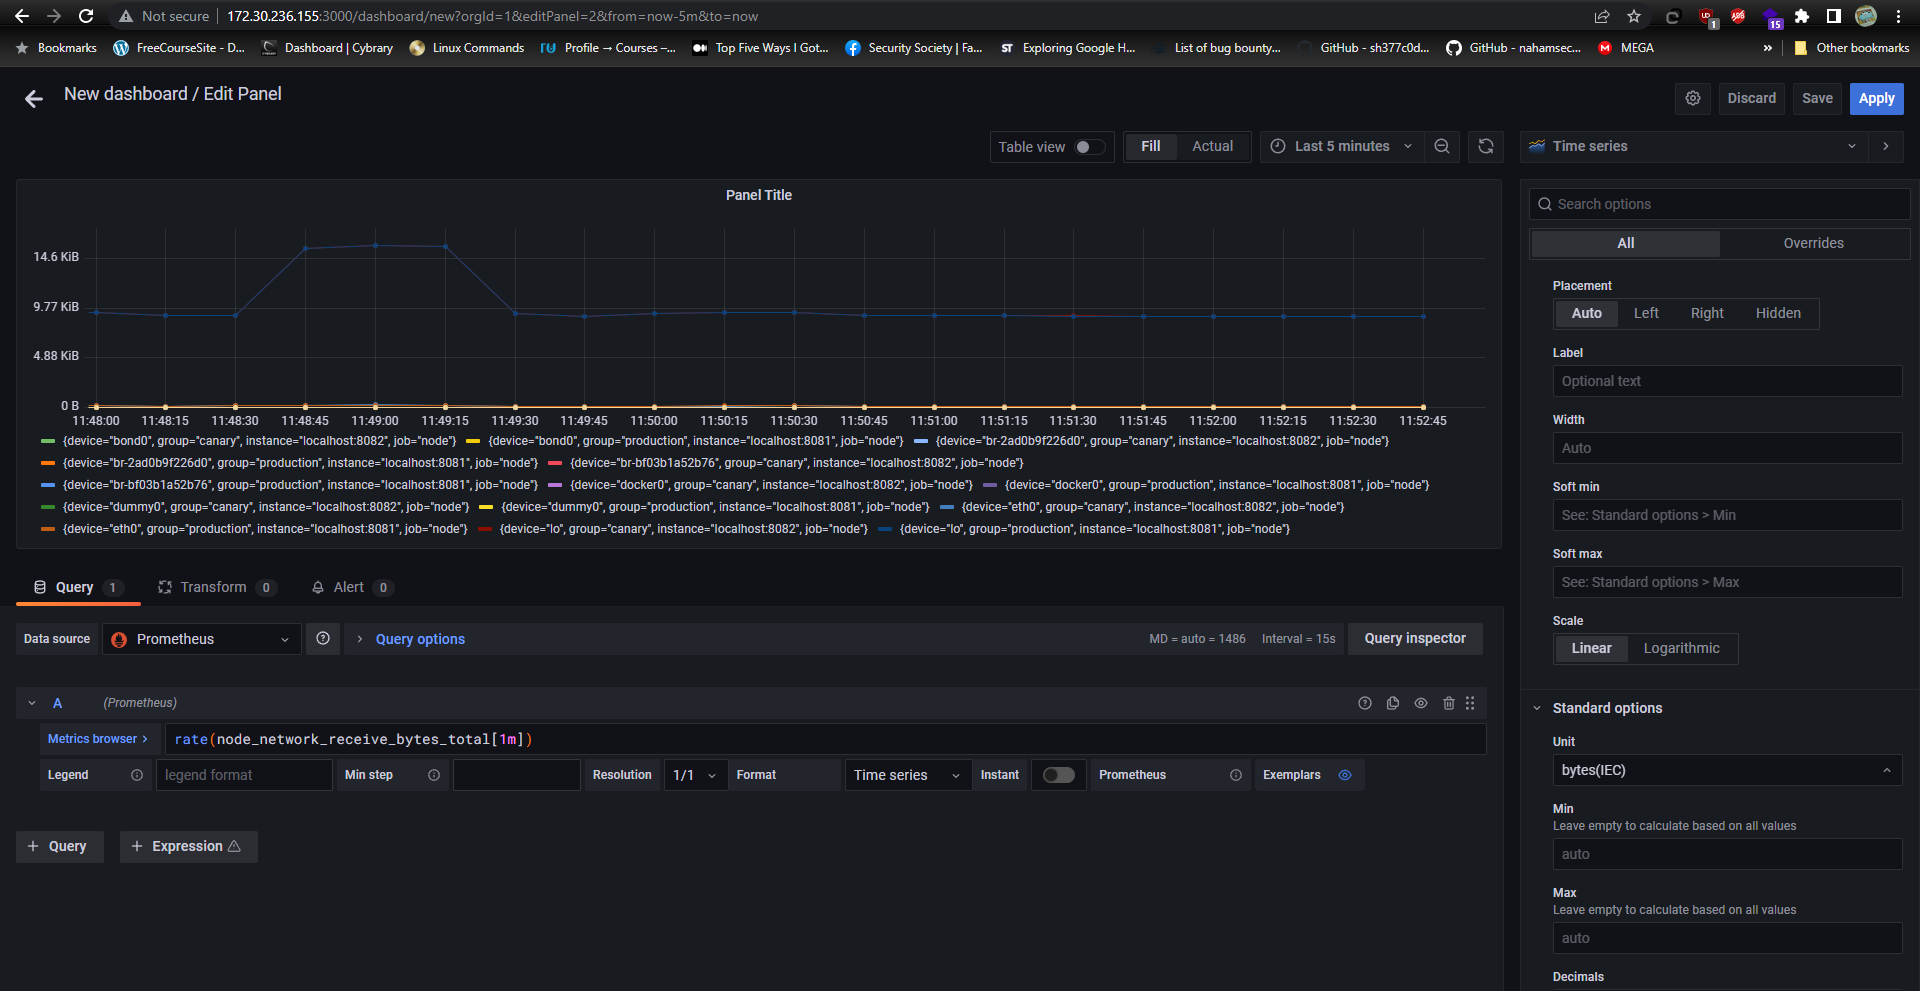 Not secure 172.30.236.155:3000/dashboard/new?orgId=1&editPanel=2&from=now-5m&to=now 1 15
Bookmarks FreeCourseSite - D... Dashboard | Cybrary Linux Commands Profile → Courses –... Top Five Ways I Got... Security Society | Fa... ST Exploring Google H... List of bug bounty... GitHub - sh377c0d... GitHub - nahamsec... MEGA » Other bookmarks
New dashboard / Edit Panel Discard Save Apply
Table view Fill Actual Last 5 minutes Time series
Panel Title
Search options
All Overrides
14.6 KiB
9.77 KiB
4.88 KiB
0 B
11:48:00 11:48:15 11:48:30 11:48:45 11:49:00 11:49:15 11:49:30 11:49:45 11:50:00 11:50:15 11:50:30 11:50:45 11:51:00 11:51:15 11:51:30 11:51:45 11:52:00 11:52:15 11:52:30 11:52:45
{device="bond0", group="canary", instance="localhost:8082", job="node"} {device="bond0", group="production", instance="localhost:8081", job="node"} {device="br-2ad0b9f226d0", group="canary", instance="localhost:8082", job="node"}
{device="br-2ad0b9f226d0", group="production", instance="localhost:8081", job="node"} {device="br-bf03b1a52b76", group="canary", instance="localhost:8082", job="node"}
{device="br-bf03b1a52b76", group="production", instance="localhost:8081", job="node"} {device="docker0", group="canary", instance="localhost:8082", job="node"} {device="docker0", group="production", instance="localhost:8081", job="node"}
{device="dummy0", group="canary", instance="localhost:8082", job="node"} {device="dummy0", group="production", instance="localhost:8081", job="node"} {device="eth0", group="canary", instance="localhost:8082", job="node"}
{device="eth0", group="production", instance="localhost:8081", job="node"} {device="lo", group="canary", instance="localhost:8082", job="node"} {device="lo", group="production", instance="localhost:8081", job="node"}
Query 1 Transform 0 Alert 0
Data source Prometheus Query options MD = auto = 1486 Interval = 15s Query inspector
A (Prometheus)
Metrics browser > rate(node_network_receive_bytes_total[1m])
Legend legend format Min step Resolution 1/1 Format Time series Instant Prometheus Exemplars
+ Query + Expression
Placement
Auto Left Right Hidden
Label
Optional text
Width
Auto
Soft min
See: Standard options > Min
Soft max
See: Standard options > Max
Scale
Linear Logarithmic
Standard options
Unit
bytes(IEC)
Min
Leave empty to calculate based on all values
auto
Max
Leave empty to calculate based on all values
auto
Decimals